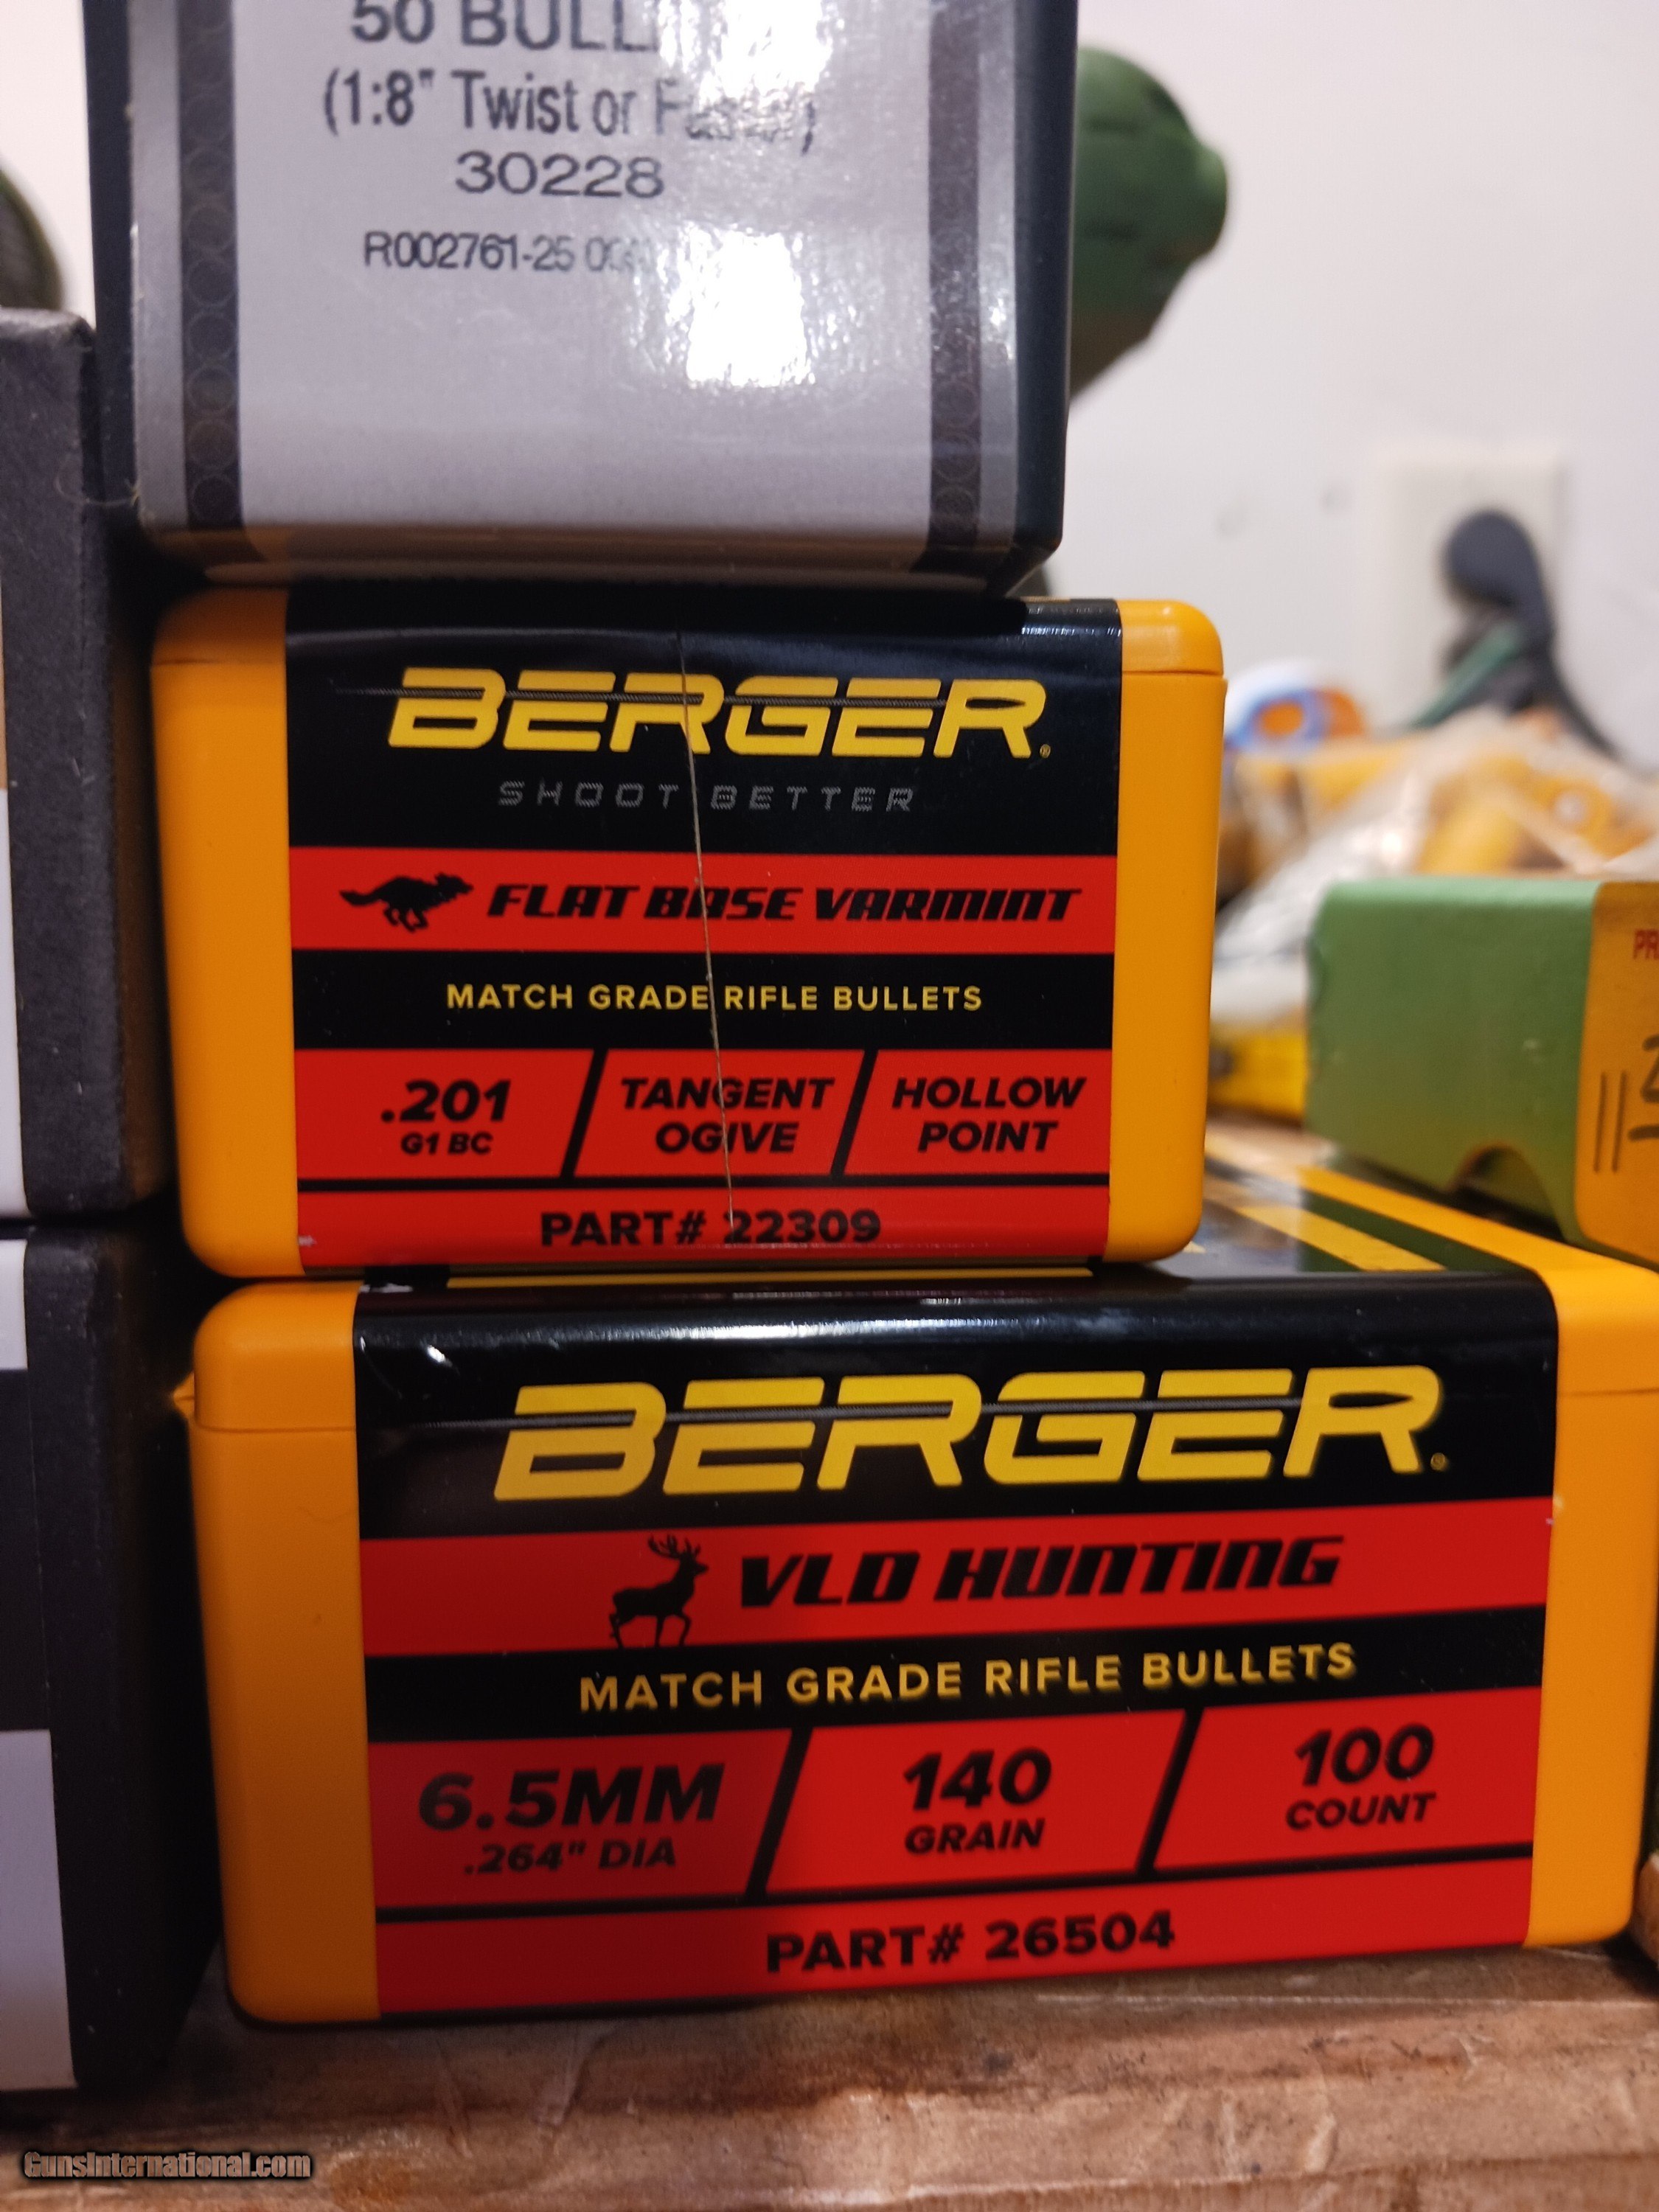 50
(1:8" Twist or
30228
R002761-25
BERGER®
SHOOT BETTER
FLAT BASE VARMINT
MATCH GRADE RIFLE BULLETS
.201
G1 BC
TANGENT
OGIVE
HOLLOW
POINT
PART# 22309
BERGER®
VLD HUNTING
MATCH GRADE RIFLE BULLETS
6.5MM
.264" DIA
140
GRAIN
100
COUNT
PART# 26504
GunsInternational.com